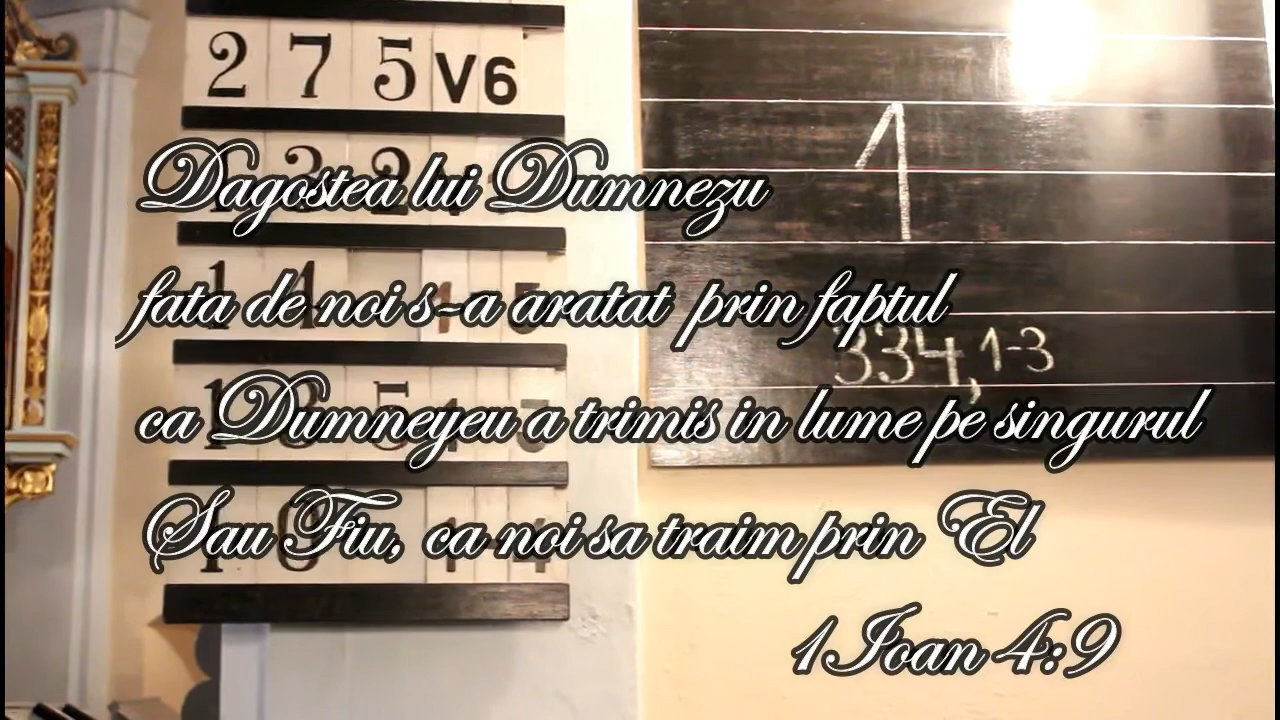 275V6
Dagostea lui Dumnezu
fata de noi s-a aratat prin faptul
ca Dumneyeu a trimis in lume pe singurul
Sau Fiu, ca noi sa traim prin El
1 Ioan 4:9
1
334,1-3